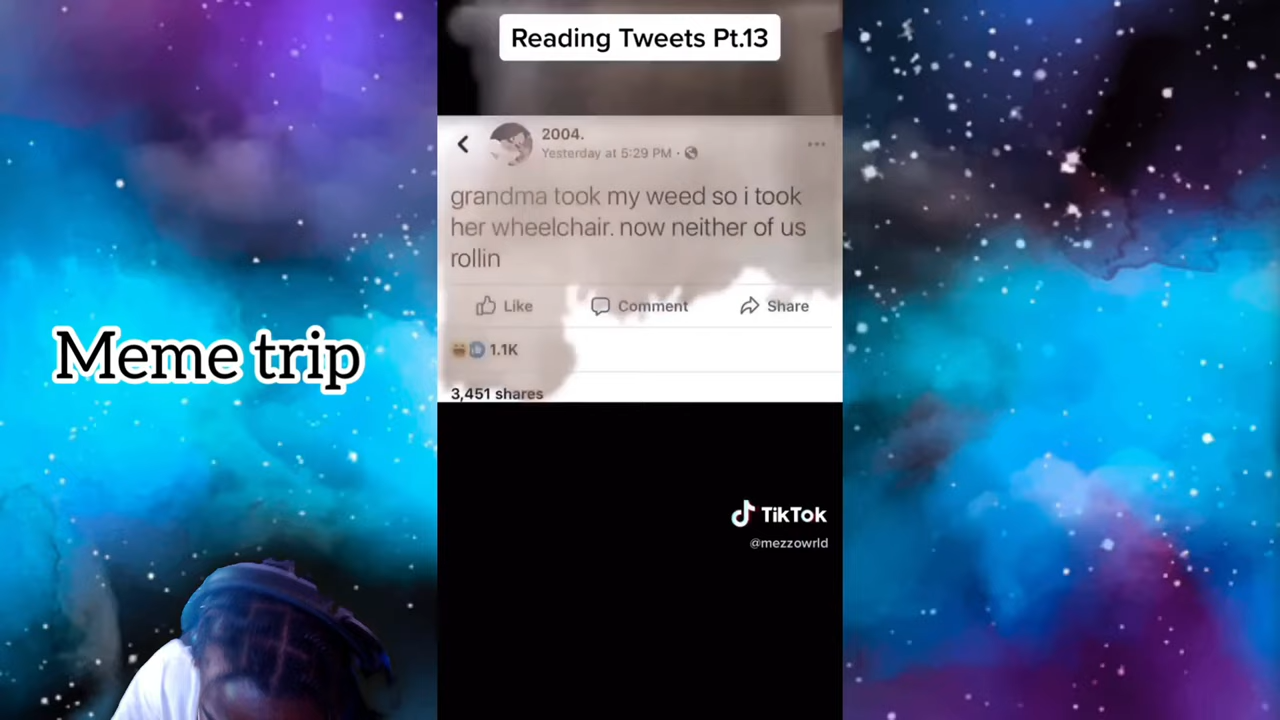 Reading Tweets Pt.13
2004.
Yesterday at 5:29 PM ·
grandma took my weed so i took
her wheelchair. now neither of us
rollin
Like Comment Share
1.1K
3,451 shares
Meme trip
TikTok
@mezzowrld